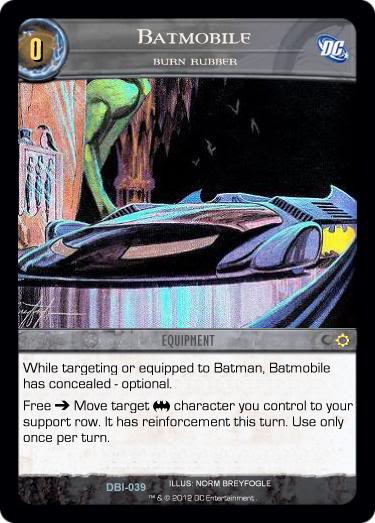 0
BATMOBILE
BURN RUBBER
DC
EQUIPMENT
While targeting or equipped to Batman, Batmobile
has concealed - optional.
Free ➔ Move target character you control to your
support row. It has reinforcement this turn. Use only
once per turn.
DBI-039
ILLUS: NORM BREYFOGLE
™ & © 2012 DC Entertainment.